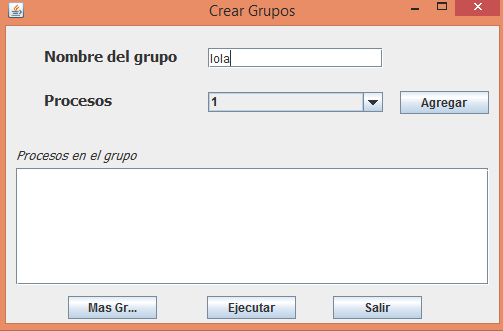 Crear Grupos
Nombre del grupo lola
Procesos 1 Agregar
Procesos en el grupo
Mas Gr... Ejecutar Salir